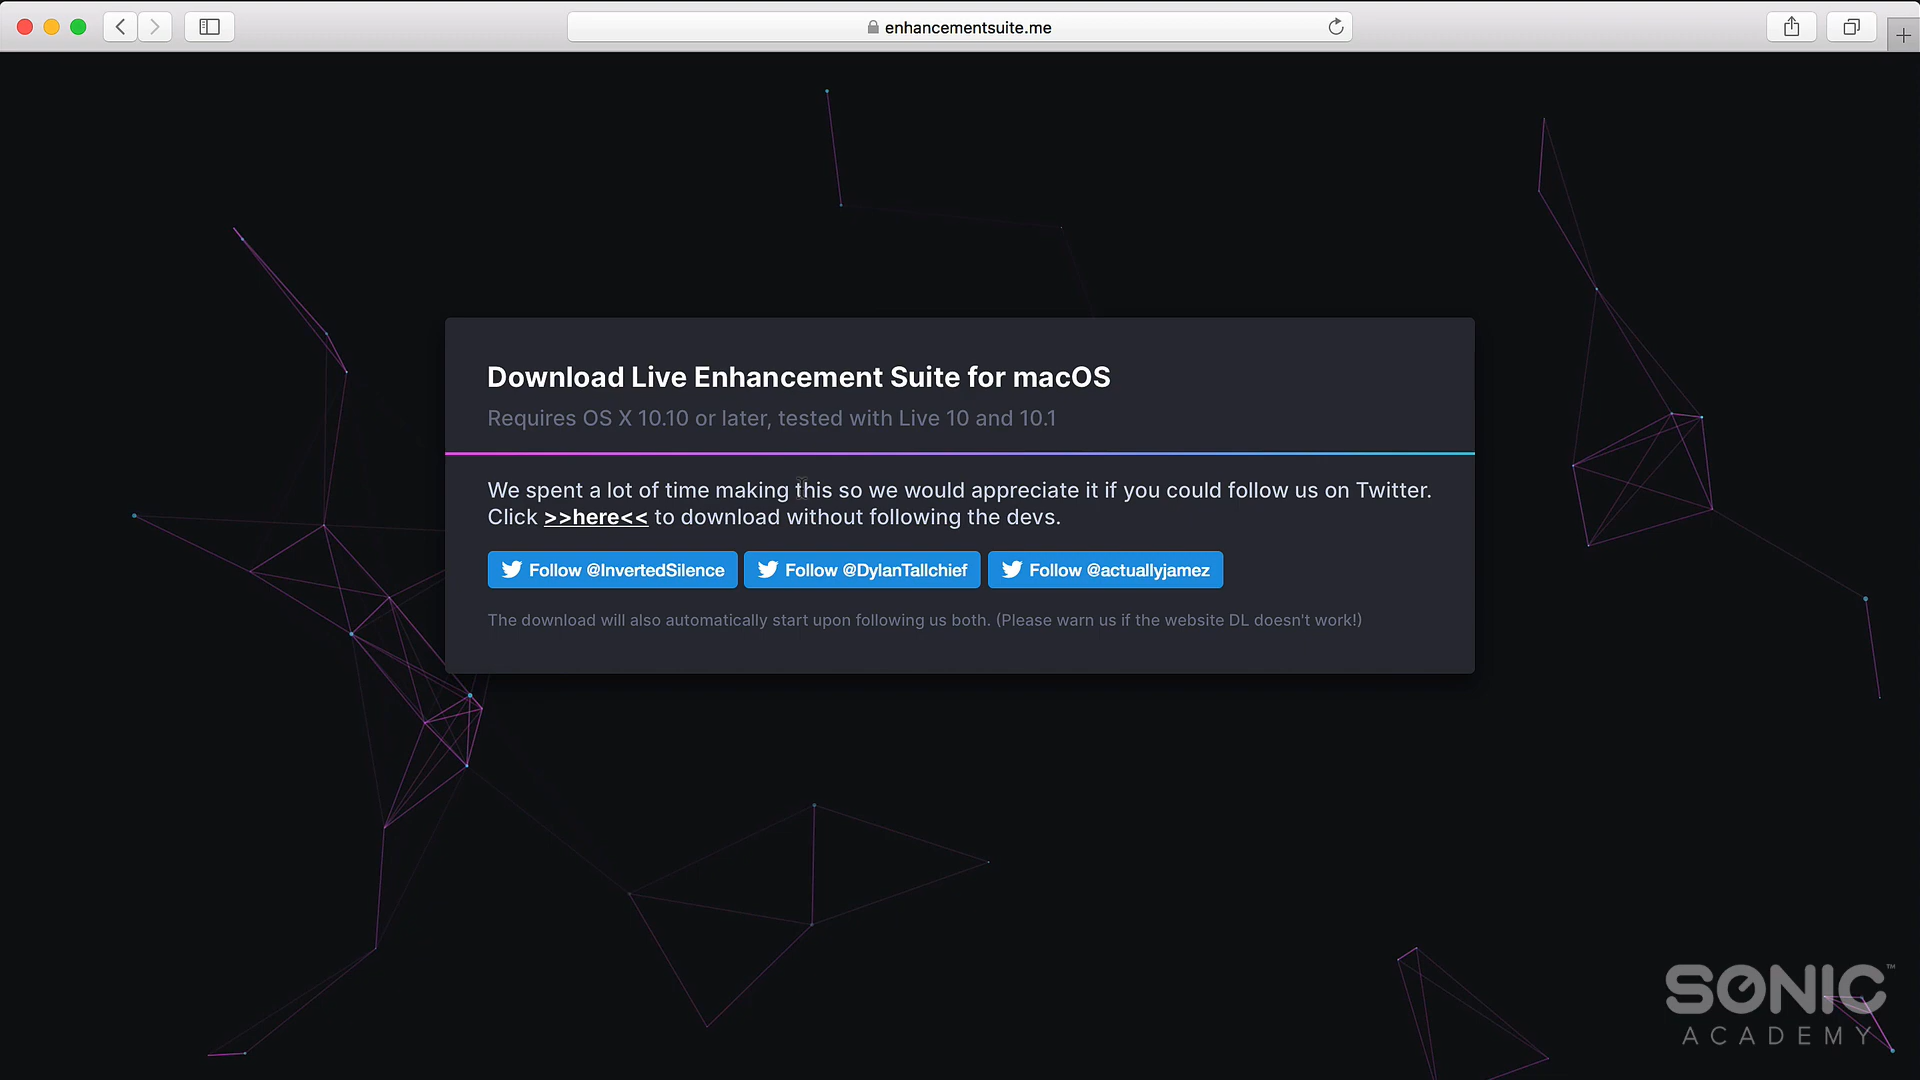 enhancementsuite.me
Download Live Enhancement Suite for macOS
Requires OS X 10.10 or later, tested with Live 10 and 10.1
We spent a lot of time making this so we would appreciate it if you could follow us on Twitter.
Click >>here<< to download without following the devs.
Follow @InvertedSilence
Follow @DylanTallchief
Follow @actuallyjamez
The download will also automatically start upon following us both. (Please warn us if the website DL doesn't work!)
SONIC™
ACADEMY